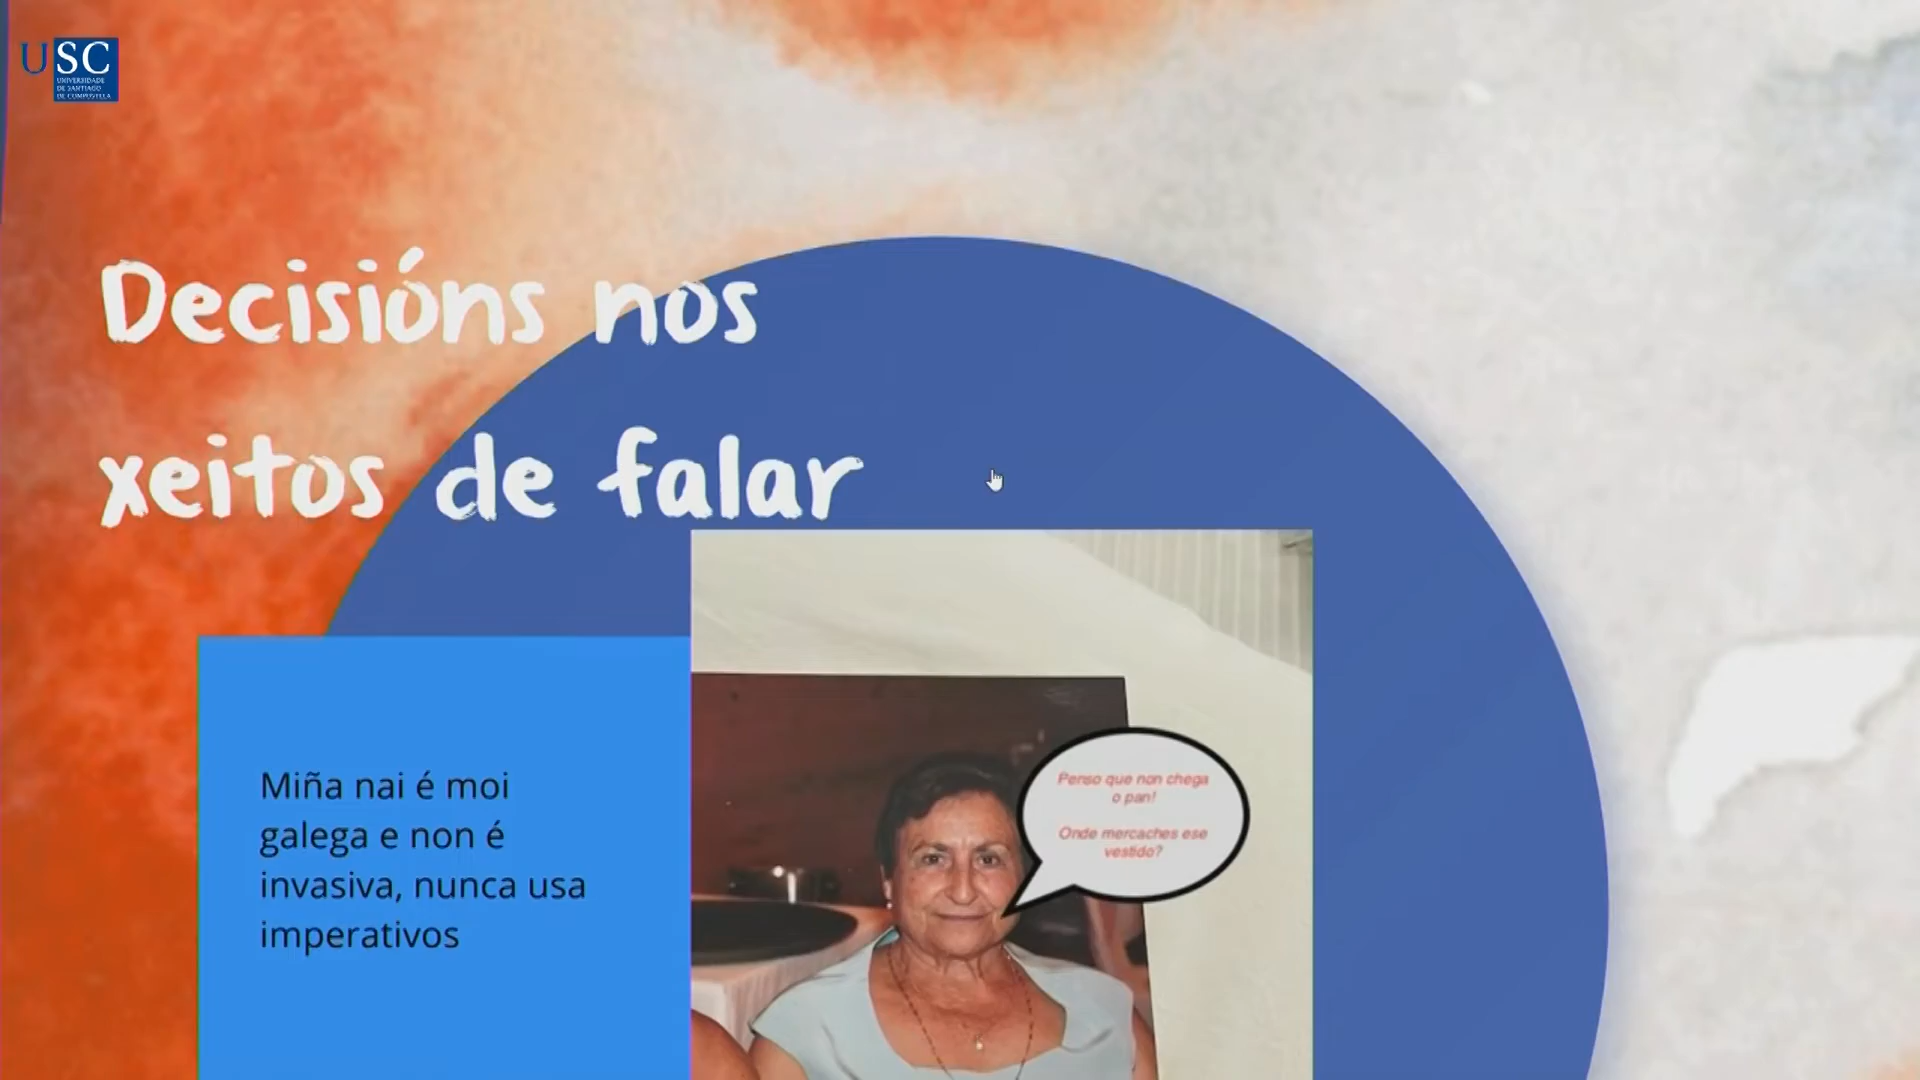 USC
UNIVERSIDADE
DE SANTIAGO
DE COMPOSTELA
Decisións nos
xeitos de falar
Miña nai é moi
galega e non é
invasiva, nunca usa
imperativos
Penso que non chega
o pan!
Onde mercaches ese
vestido?